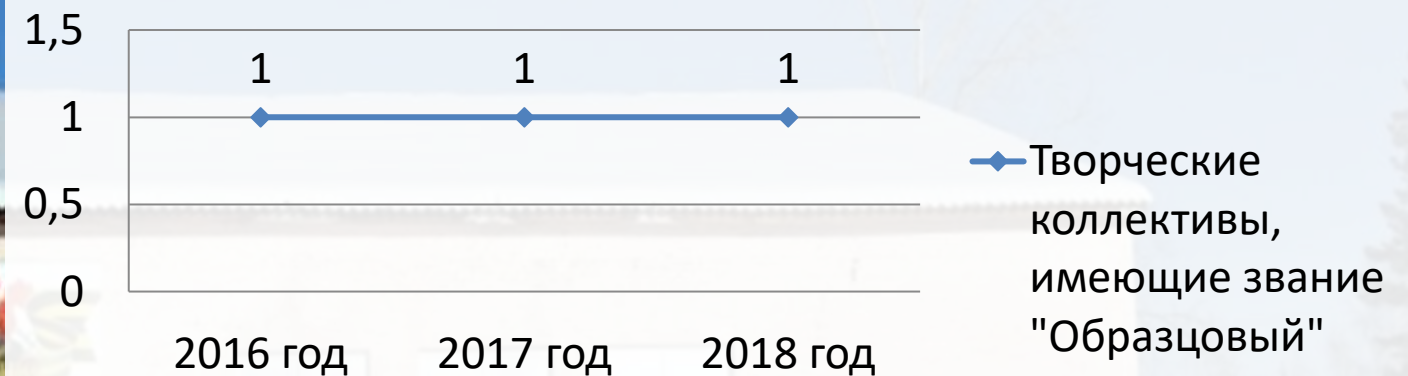 1,5
1
0,5
0
1 1 1
2016 год 2017 год 2018 год
Творческие
коллективы,
имеющие звание
"Образцовый"